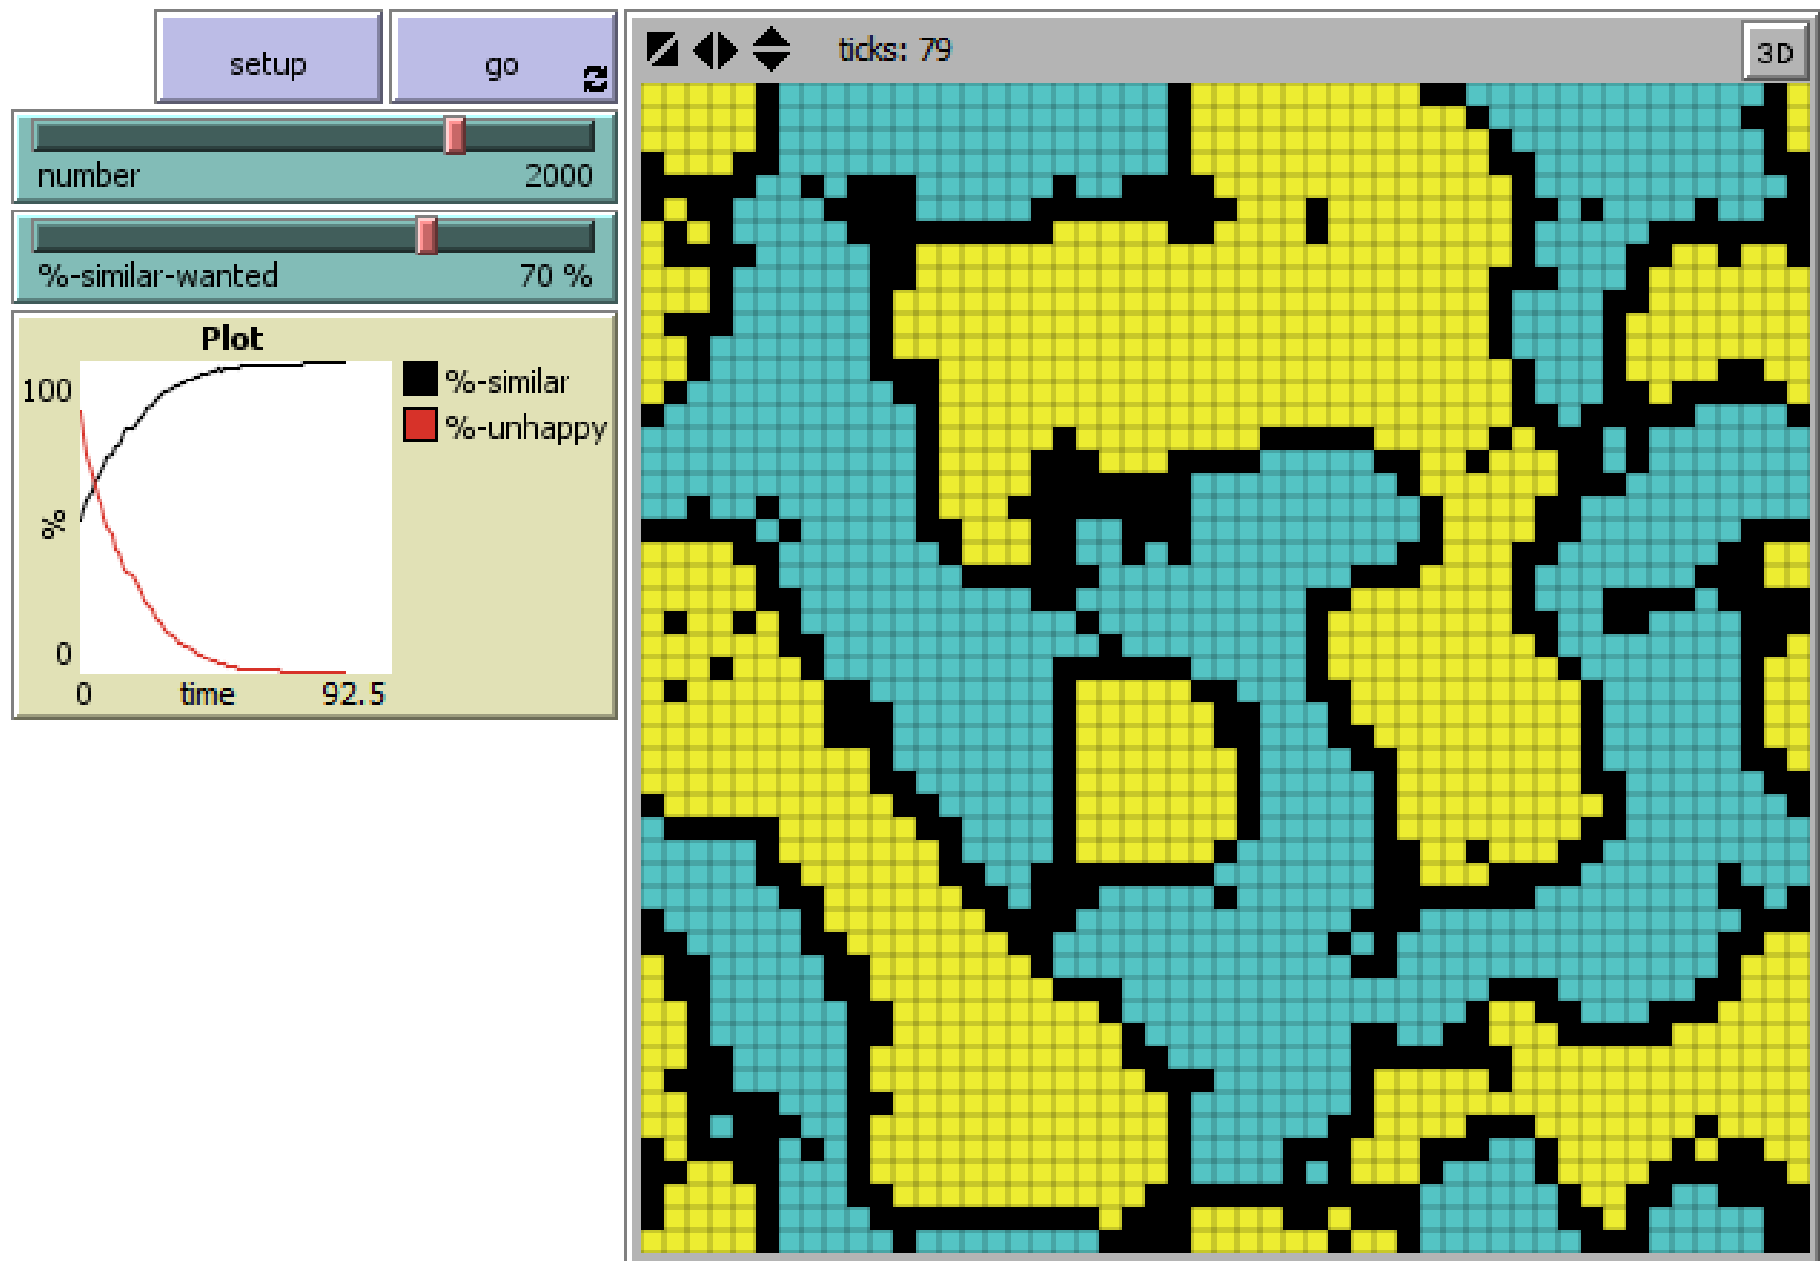 setup
go
ticks: 79
3D
number 2000
%-similar-wanted 70 %
Plot
100
%
0
0 time 92.5
%-similar
%-unhappy